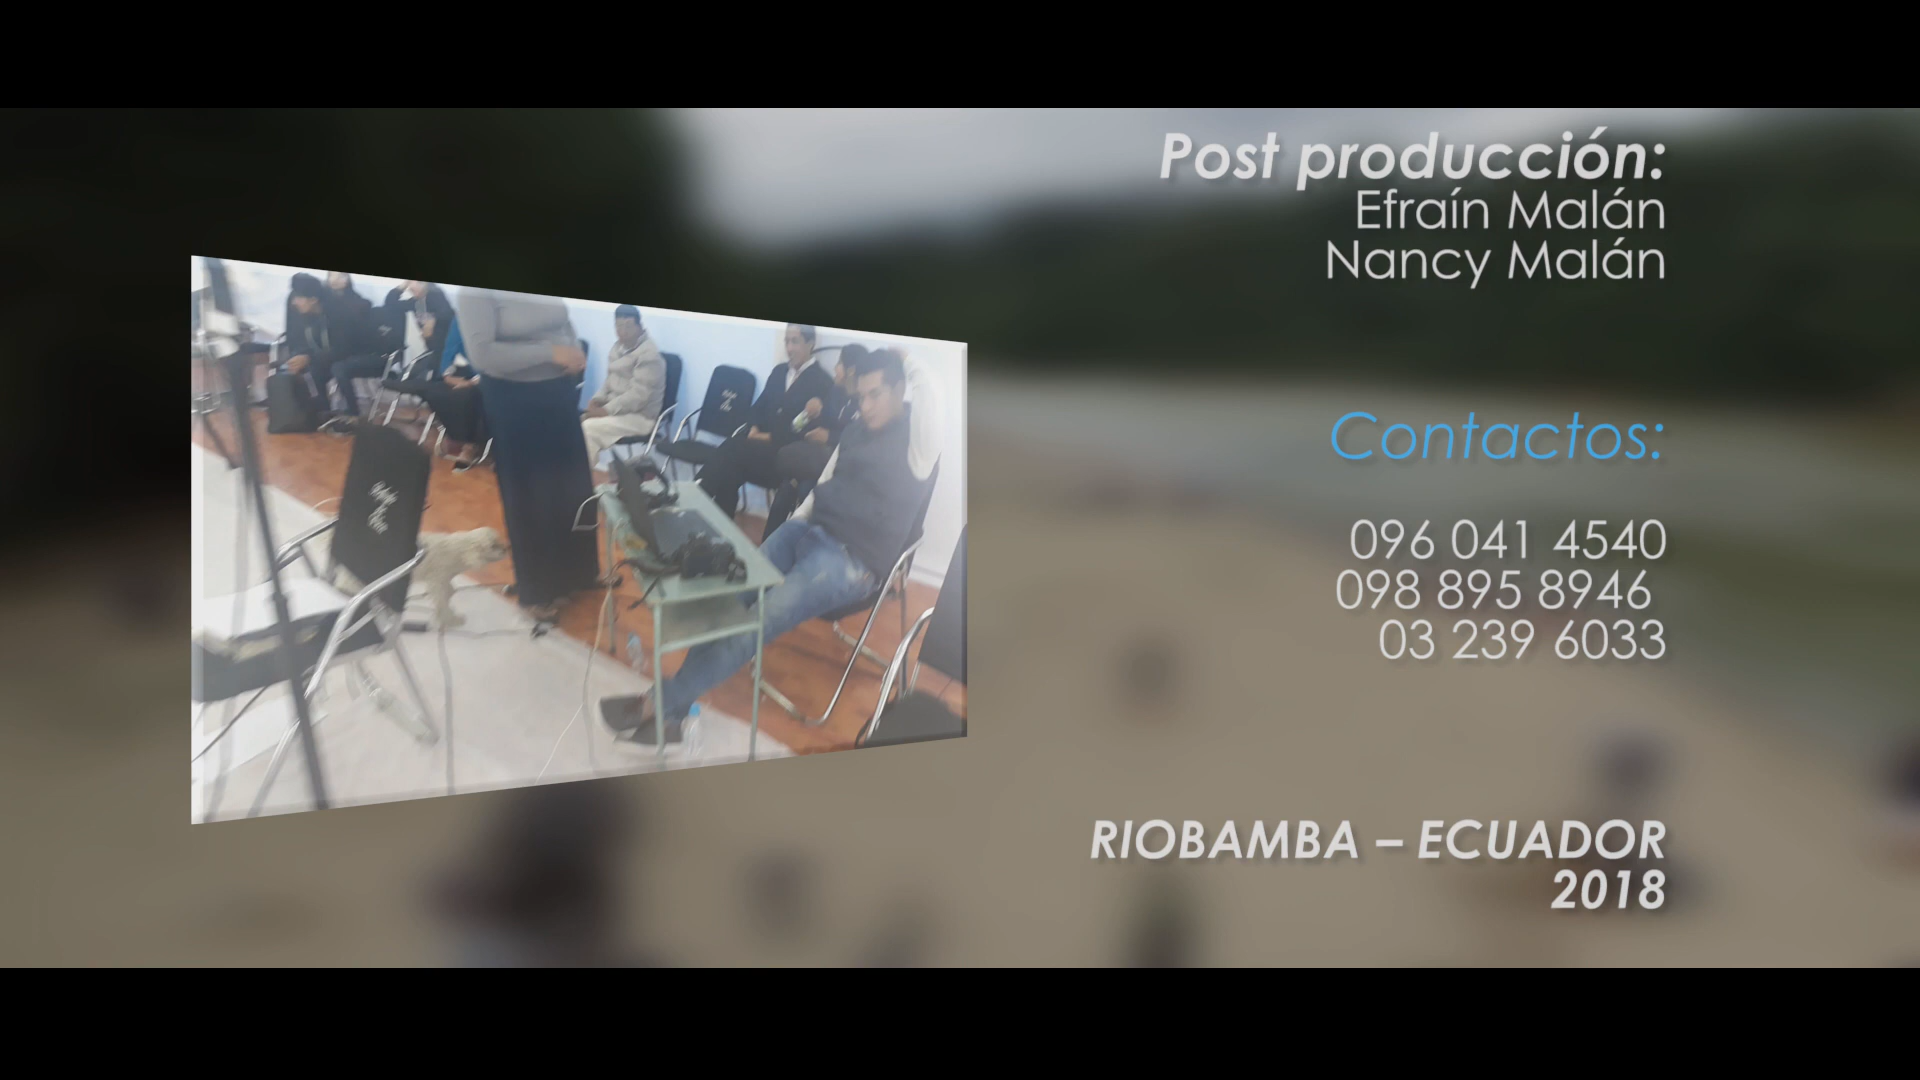 Post producción:
Efraín Malán
Nancy Malán
Contactos:
096 041 4540
098 895 8946
03 239 6033
RIOBAMBA – ECUADOR
2018